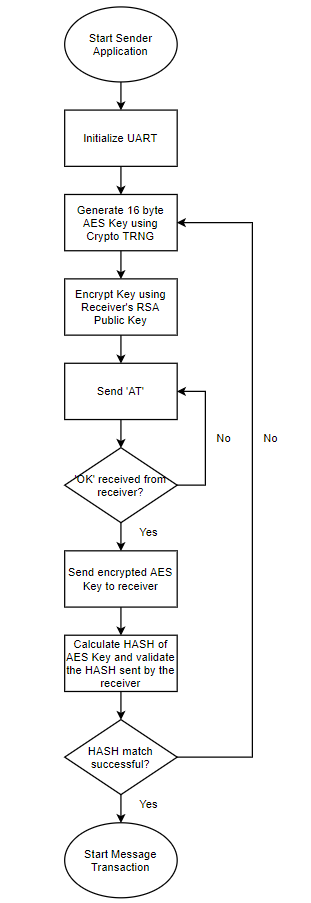 Start Sender
Application
Initialize UART
Generate 16 byte
AES Key using
Crypto TRNG
Encrypt Key using
Receiver's RSA
Public Key
Send 'AT'
No
No
'OK' received from
receiver?
Yes
Send encrypted AES
Key to receiver
Calculate HASH of
AES Key and validate
the HASH sent by the
receiver
HASH match
successful?
Yes
Start Message
Transaction